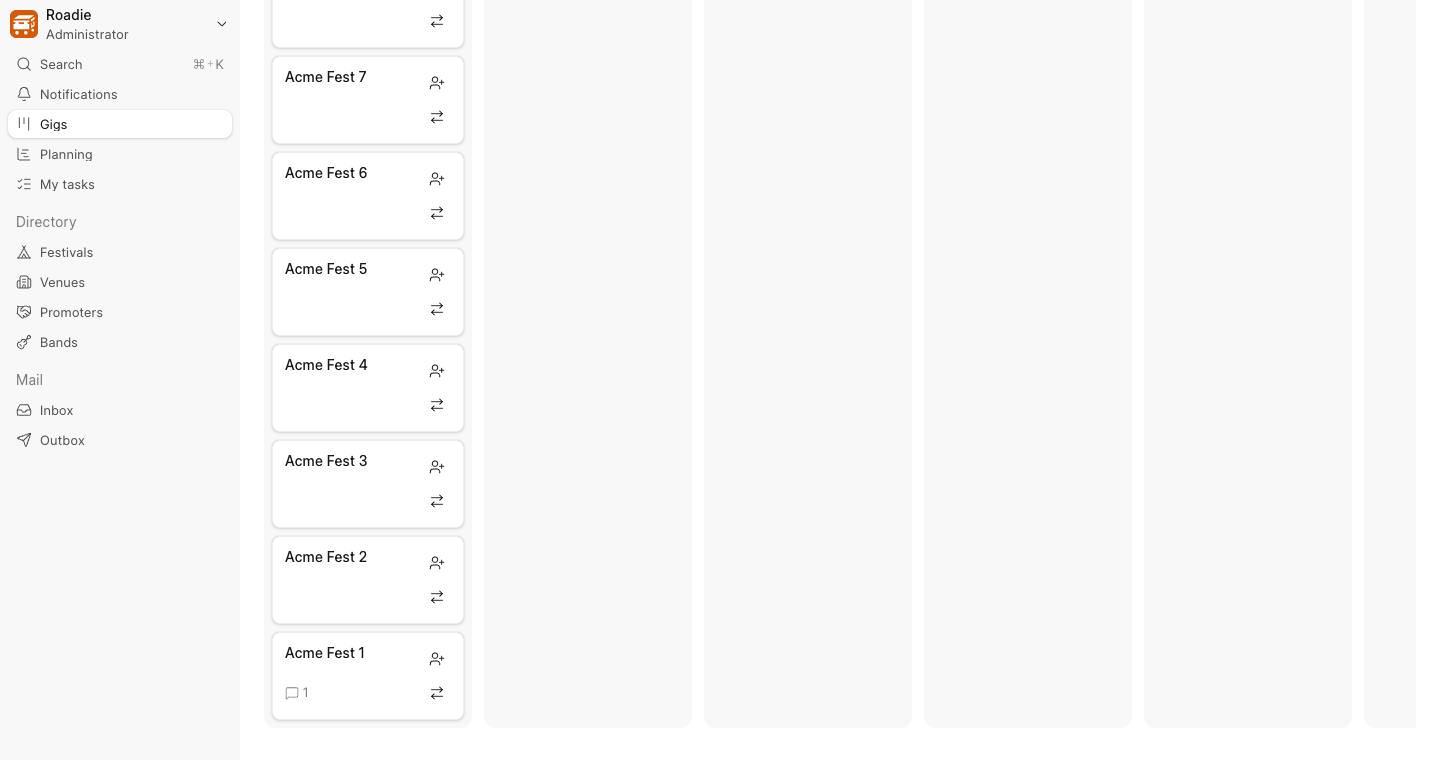 Roadie
Administrator
Search ⌘+K
Notifications
Gigs
Planning
My tasks
Directory
Festivals
Venues
Promoters
Bands
Mail
Inbox
Outbox
Acme Fest 7
Acme Fest 6
Acme Fest 5
Acme Fest 4
Acme Fest 3
Acme Fest 2
Acme Fest 1
1